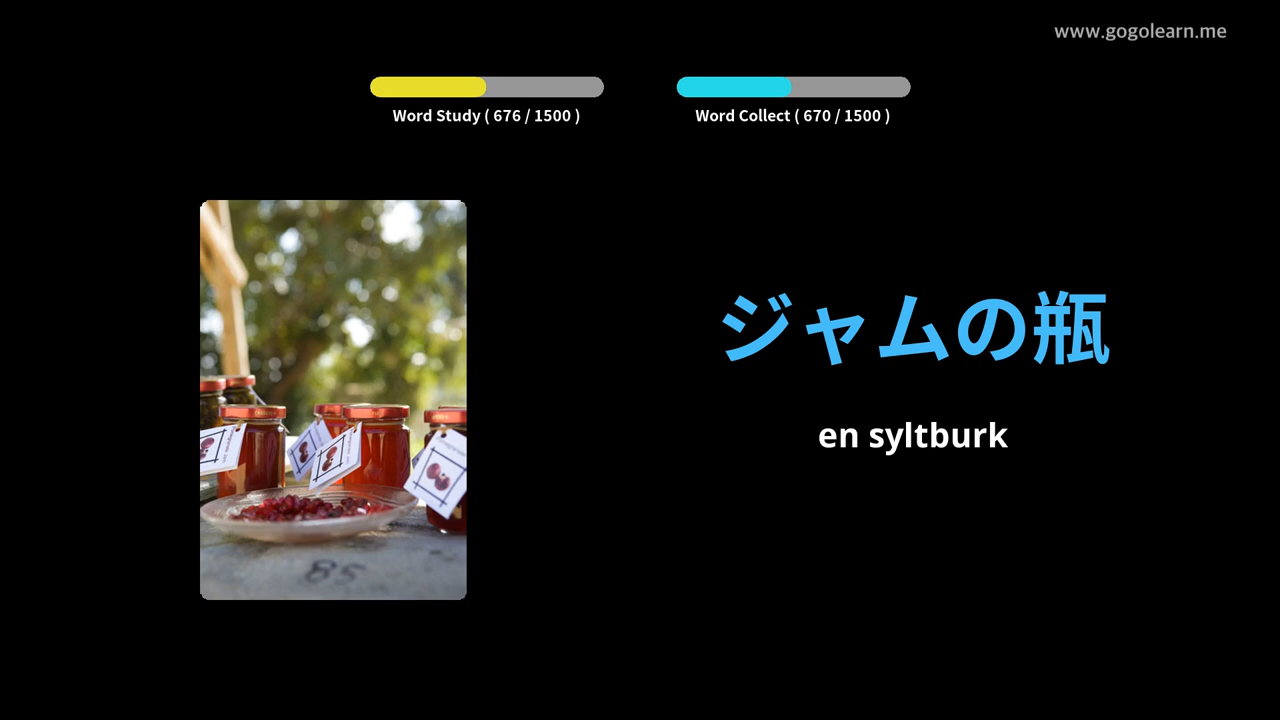 www.gogolearn.me
Word Study ( 676 / 1500 )
Word Collect ( 670 / 1500 )
ジャムの瓶
en syltburk
85